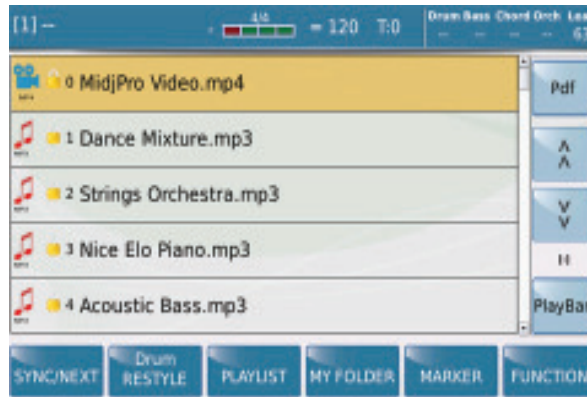 [1] --
4/4
= 120 T:0
Drum Bass Chord Orch
-- -- -- --
0 MidjPro Video.mp4
1 Dance Mixture.mp3
2 Strings Orchestra.mp3
3 Nice Elo Piano.mp3
4 Acoustic Bass.mp3
Pdf
PlayBar
SYNC/NEXT
Drum
RESTYLE
PLAYLIST
MY FOLDER
MARKER
FUNCTION